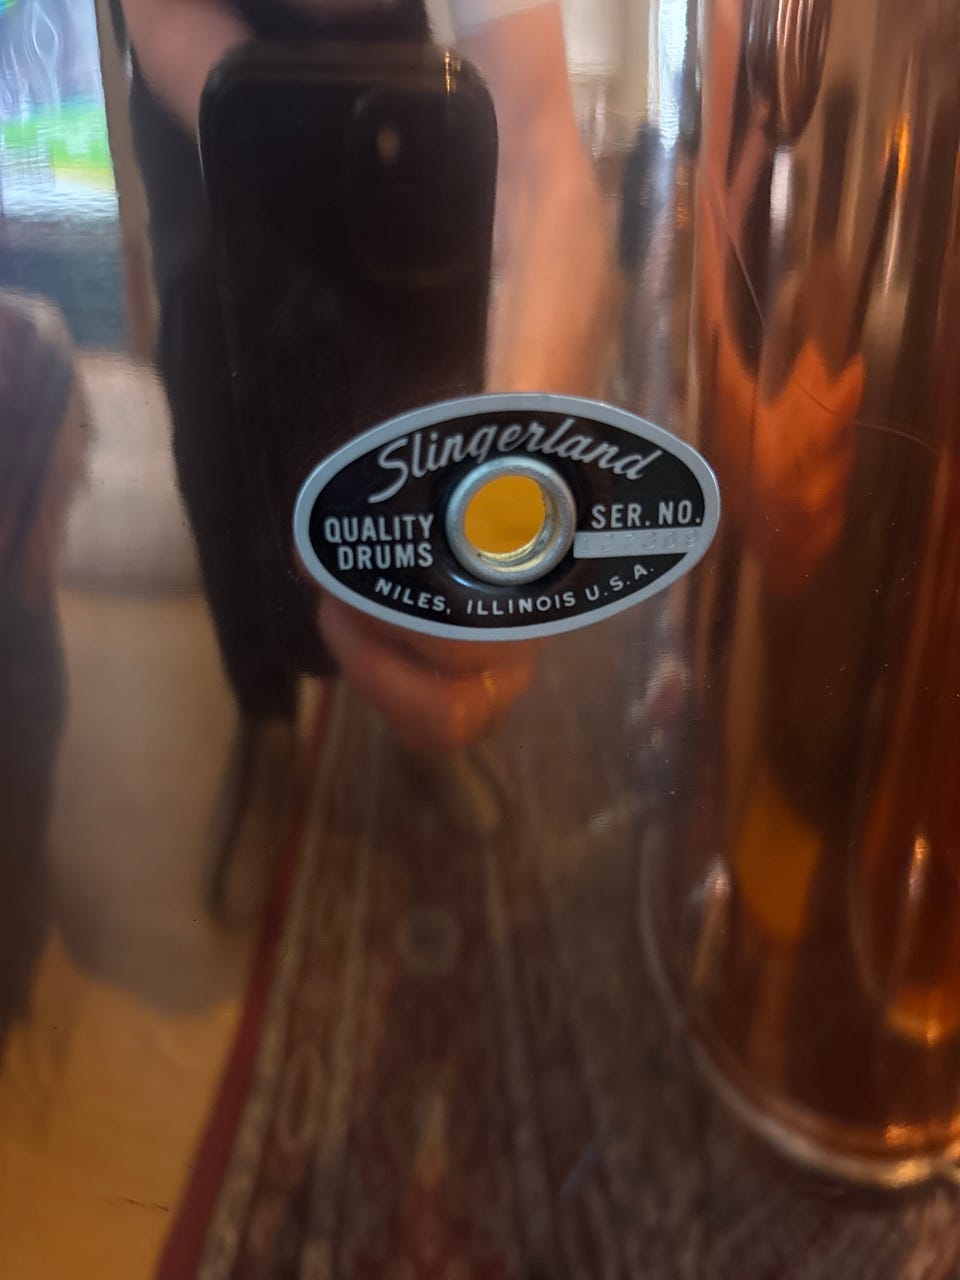 Slingerland
QUALITY
DRUMS
SER. NO.
NILES, ILLINOIS U.S.A.